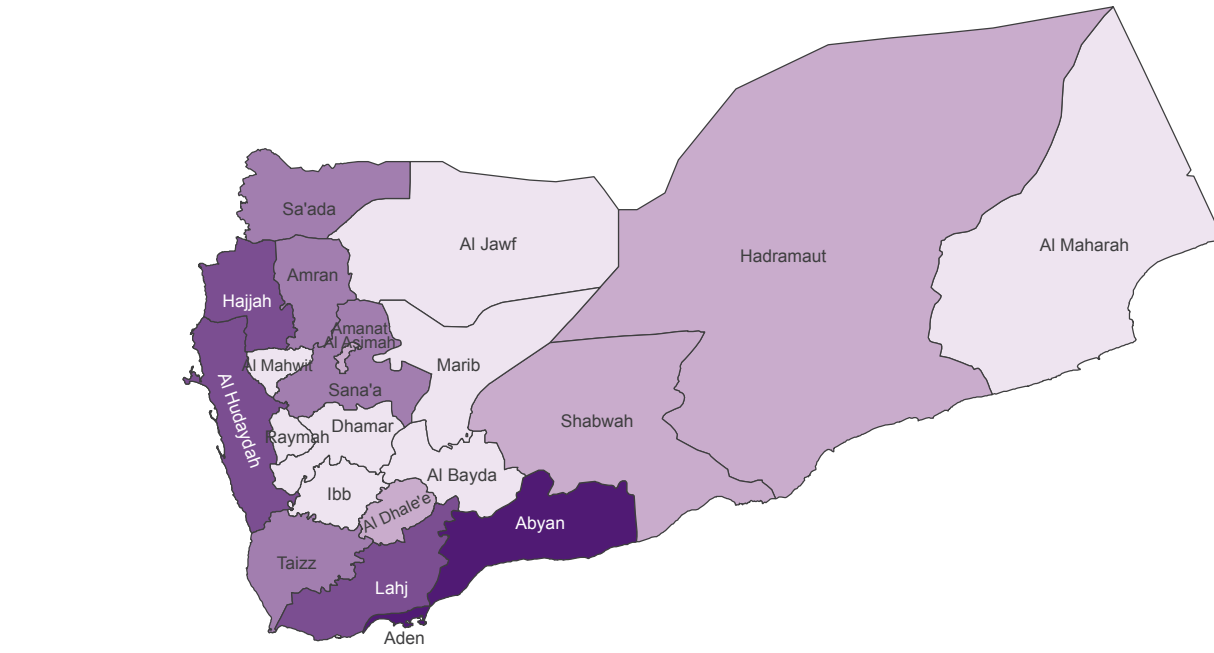 Sa'ada
Al Jawf
Hadramaut
Al Maharah
Amran
Hajjah
Amanat
Al Asimah
Al Mahwit
Marib
Sana'a
Al Hudaydah
Shabwah
Dhamar
Raymah
Al Bayda
Ibb
Al Dhale'e
Abyan
Taizz
Lahj
Aden